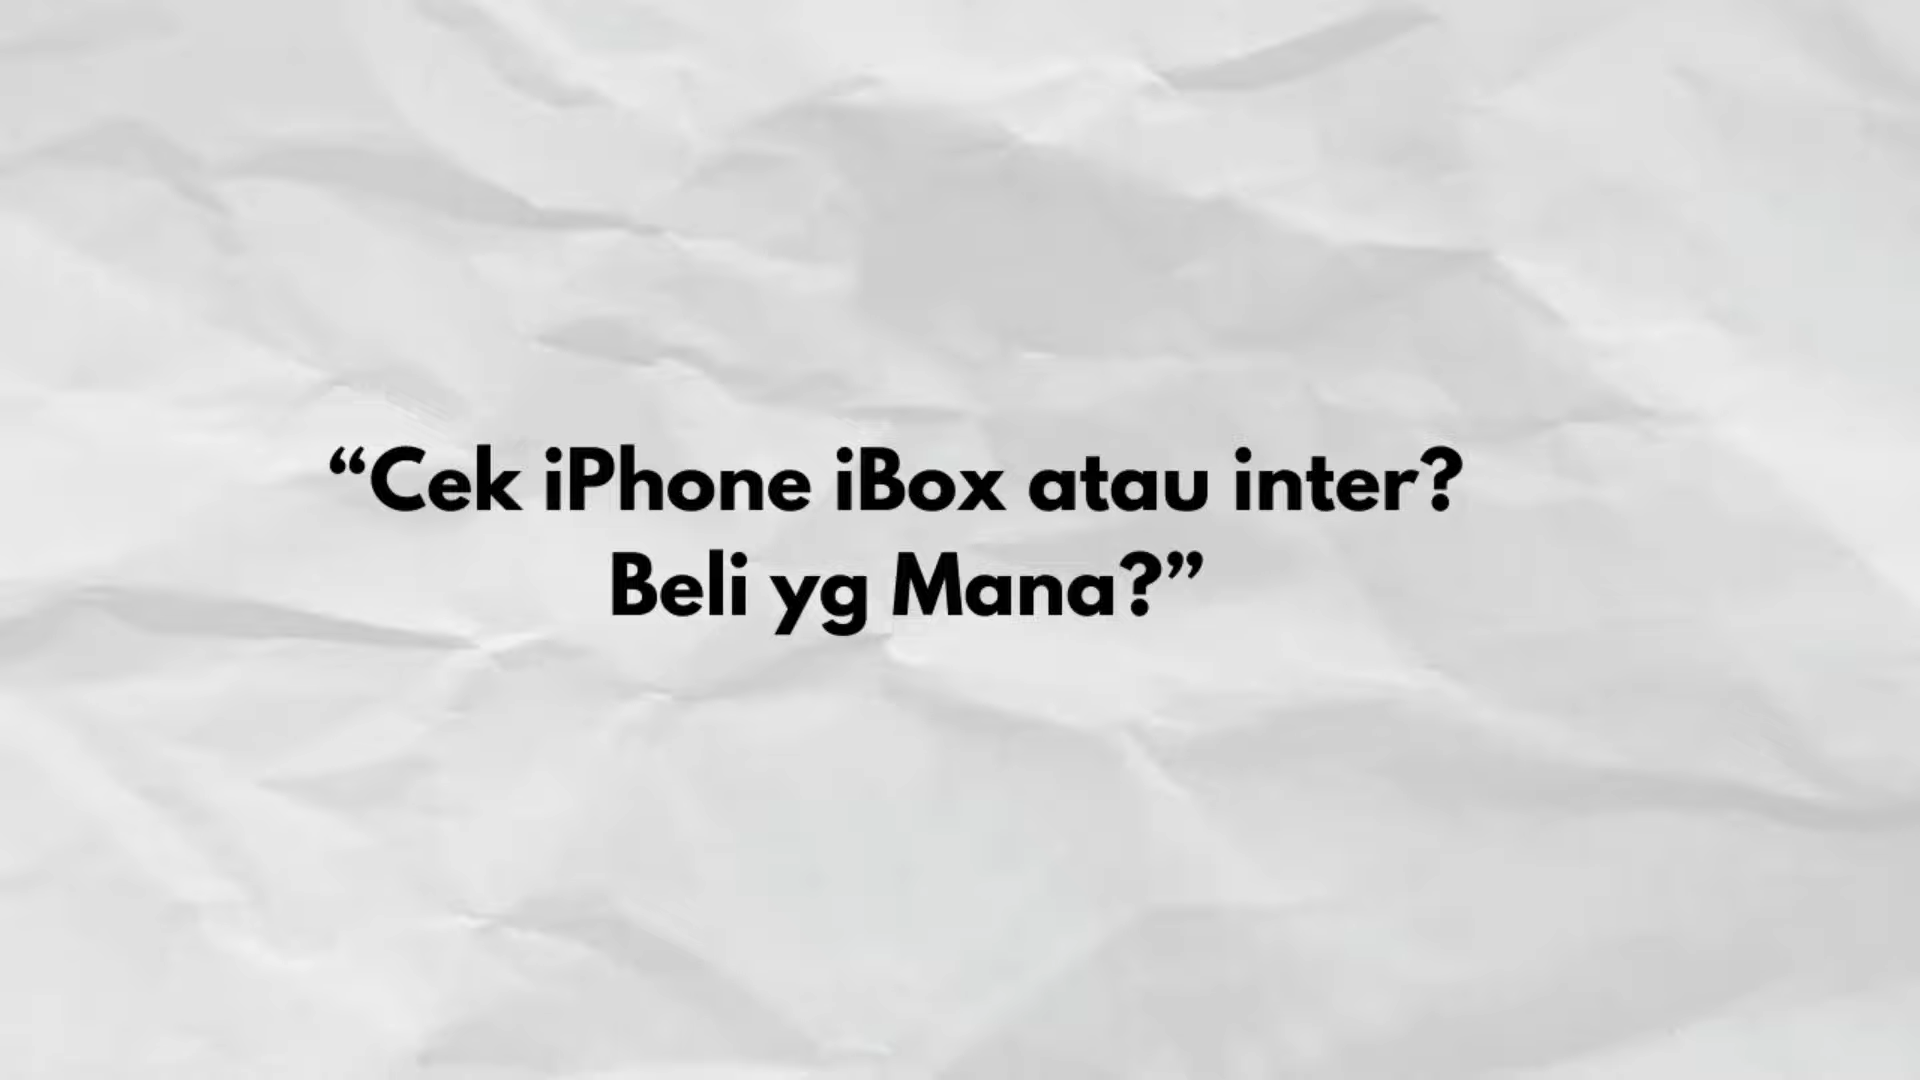 “Cek iPhone iBox atau inter?
Beli yg Mana?”